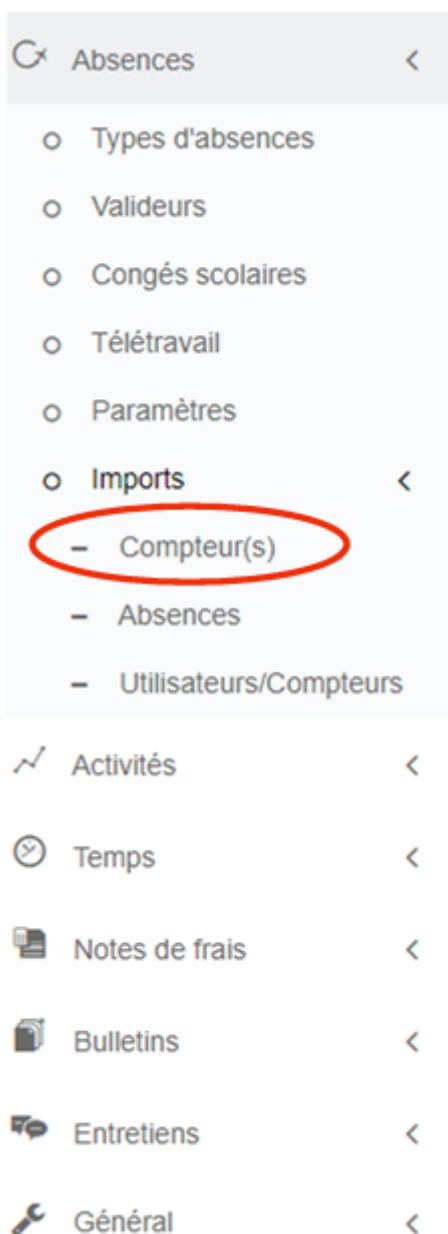 Absences
Types d'absences
Valideurs
Congés scolaires
Télétravail
Paramètres
Imports
Compteur(s)
Absences
Utilisateurs/Compteurs
Activités
Temps
Notes de frais
Bulletins
Entretiens
Général